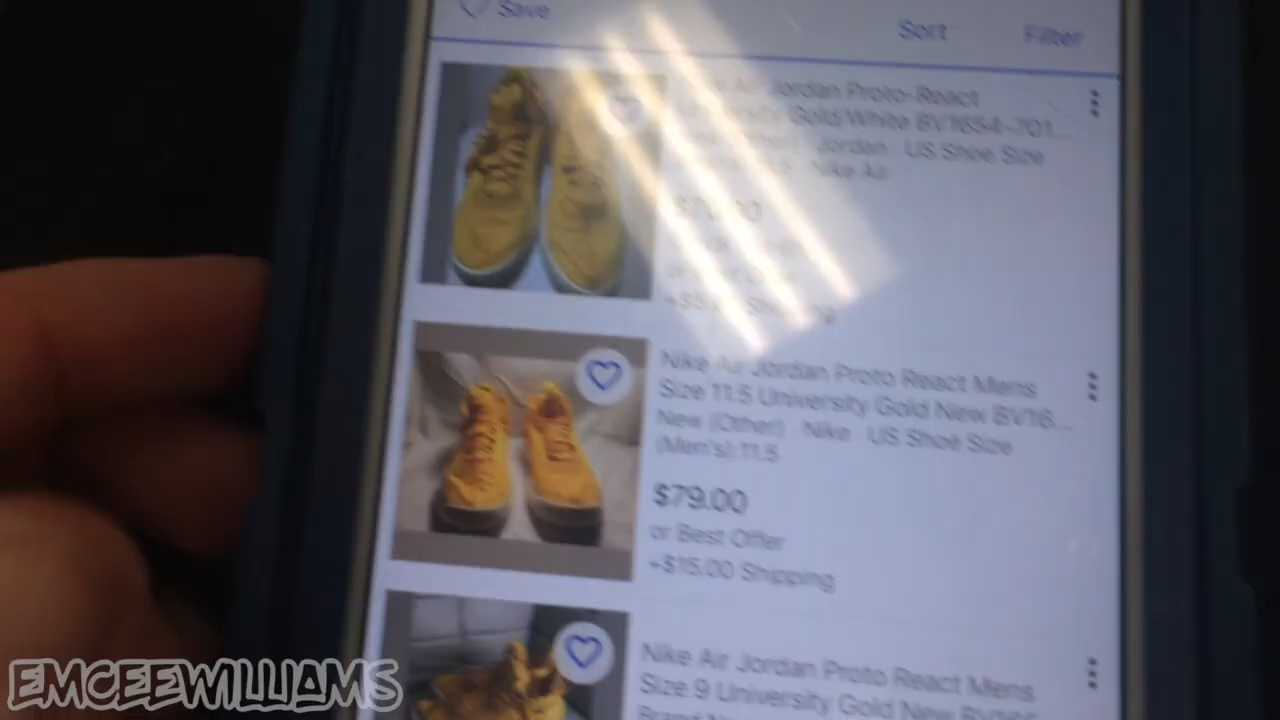 Save
Sort
Filter
Jordan Proto-React
Gold/White BV1654-701...
Jordan US Shoe Size
Nike Air
Nike Air Jordan Proto React Mens
Size 11.5 University Gold New BV16...
New (Other) Nike US Shoe Size
(Men's):11.5
$79.00
or Best Offer
+$15.00 Shipping
Nike Air Jordan Proto React Mens
Size 9 University Gold New
EMCEEWILLIAMS